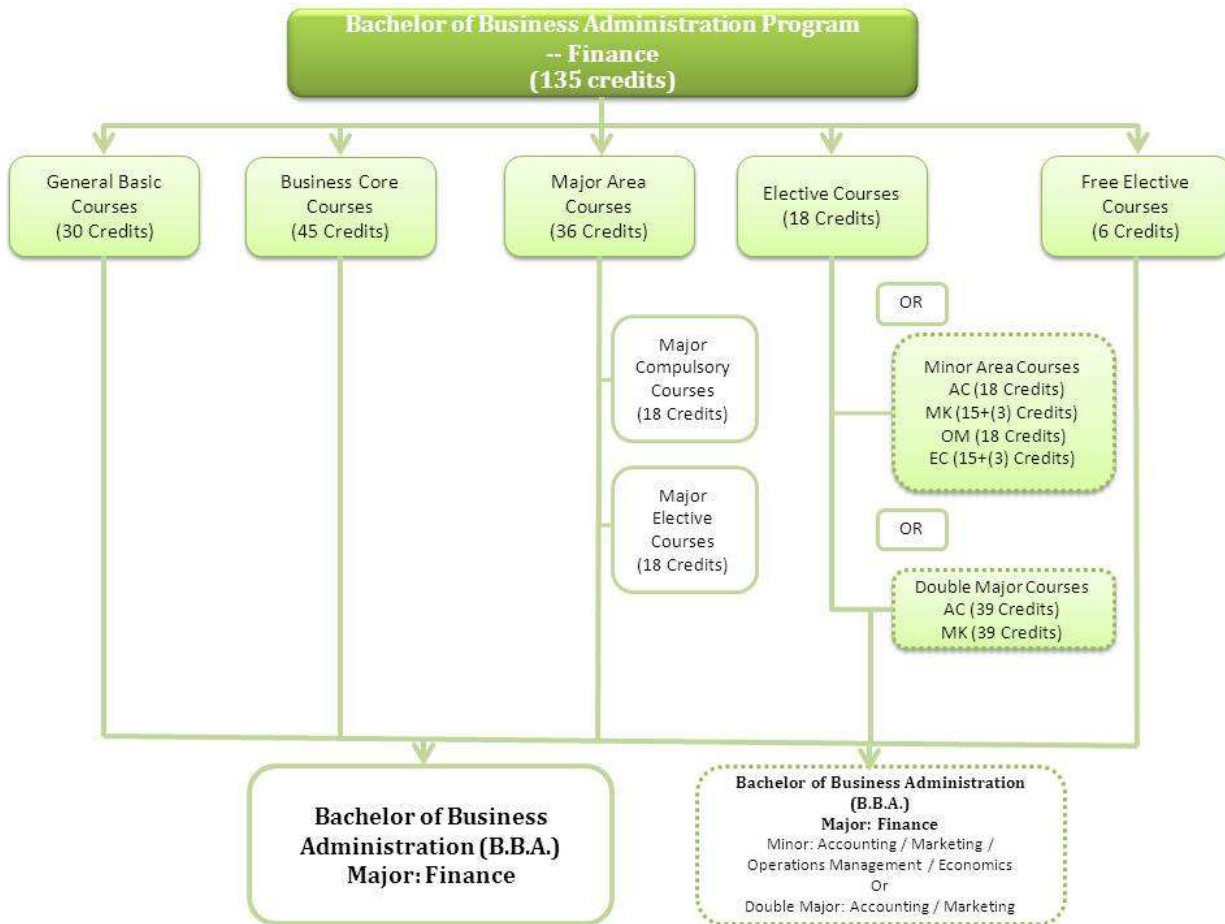 Bachelor of Business Administration Program
-- Finance
(135 credits)
General Basic
Courses
(30 Credits)
Business Core
Courses
(45 Credits)
Major Area
Courses
(36 Credits)
Elective Courses
(18 Credits)
Free Elective
Courses
(6 Credits)
OR
Major
Compulsory
Courses
(18 Credits)
Minor Area Courses
AC (18 Credits)
MK (15+(3) Credits)
OM (18 Credits)
EC (15+(3) Credits)
Major
Elective
Courses
(18 Credits)
OR
Double Major Courses
AC (39 Credits)
MK (39 Credits)
Bachelor of Business
Administration (B.B.A.)
Major: Finance
Bachelor of Business Administration
(B.B.A.)
Major: Finance
Minor: Accounting / Marketing /
Operations Management / Economics
Or
Double Major: Accounting / Marketing